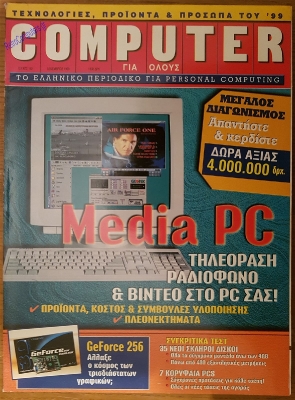 ΤΕΧΝΟΛΟΓΙΕΣ, ΠΡΟΪΟΝΤΑ & ΠΡΟΣΩΠΑ ΤΟΥ '99
COMPUTER
ΓΙΑ ΟΛΟΥΣ
ΤΟ ΕΛΛΗΝΙΚΟ ΠΕΡΙΟΔΙΚΟ ΓΙΑ PERSONAL COMPUTING
ΜΕΓΑΛΟΣ
ΔΙΑΓΩΝΙΣΜΟΣ
Απαντήστε
& κερδίστε
ΔΩΡΑ ΑΞΙΑΣ
4.000.000 δρχ.
AIR FORCE ONE
Media PC
ΤΗΛΕΟΡΑΣΗ
ΡΑΔΙΟΦΩΝΟ
& ΒΙΝΤΕΟ ΣΤΟ PC ΣΑΣ!
ΠΡΟΪΟΝΤΑ, ΚΟΣΤΟΣ & ΣΥΜΒΟΥΛΕΣ ΥΛΟΠΟΙΗΣΗΣ
ΠΛΕΟΝΕΚΤΗΜΑΤΑ
GeForce
GeForce 256
Αλλαξε
ο κόσμος των
τρισδιάστατων
γραφικών;
ΣΥΓΚΡΙΤΙΚΑ ΤΕΣΤ
35 ΝΕΟΙ ΣΚΛΗΡΟΙ ΔΙΣΚΟΙ
7 ΚΟΡΥΦΑΙΑ PCS